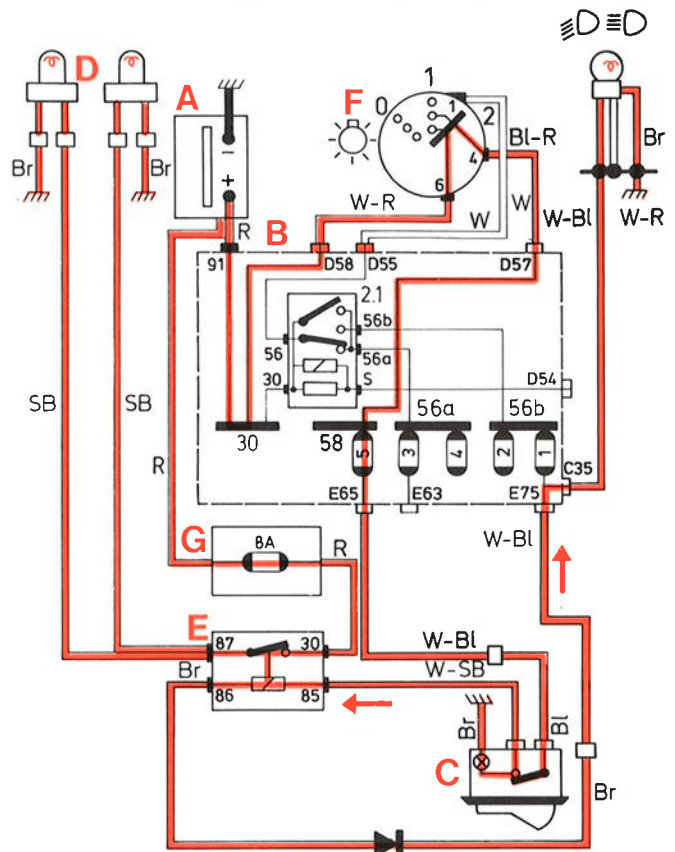 D
A
F
1
0
1
2
4
Bl-R
6
Br
Br
Br
−
+
W-R
W
W
W-Bl
W-R
R
B
91
D58
D55
D57
2.1
56b
56
56a
30
S
D54
SB
SB
30
58
56a
56b
R
5
3
4
2
1
C35
E65
E63
E75
G
8A
R
W-Bl
E
87
30
W-Bl
Br
W-SB
86
85
Br
Bl
C
Br